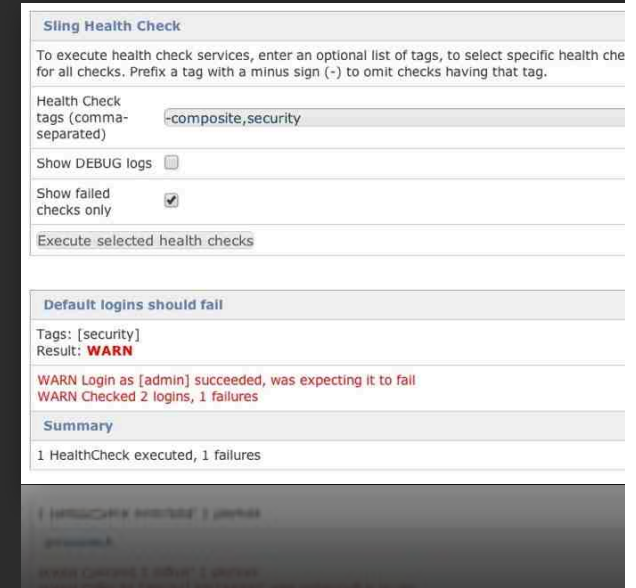 Sling Health Check
To execute health check services, enter an optional list of tags, to select specific health che
for all checks. Prefix a tag with a minus sign (-) to omit checks having that tag.
Health Check
tags (comma-
separated)
-composite,security
Show DEBUG logs
Show failed
checks only
Execute selected health checks
Default logins should fail
Tags: [security]
Result: WARN
WARN Login as [admin] succeeded, was expecting it to fail
WARN Checked 2 logins, 1 failures
Summary
1 HealthCheck executed, 1 failures